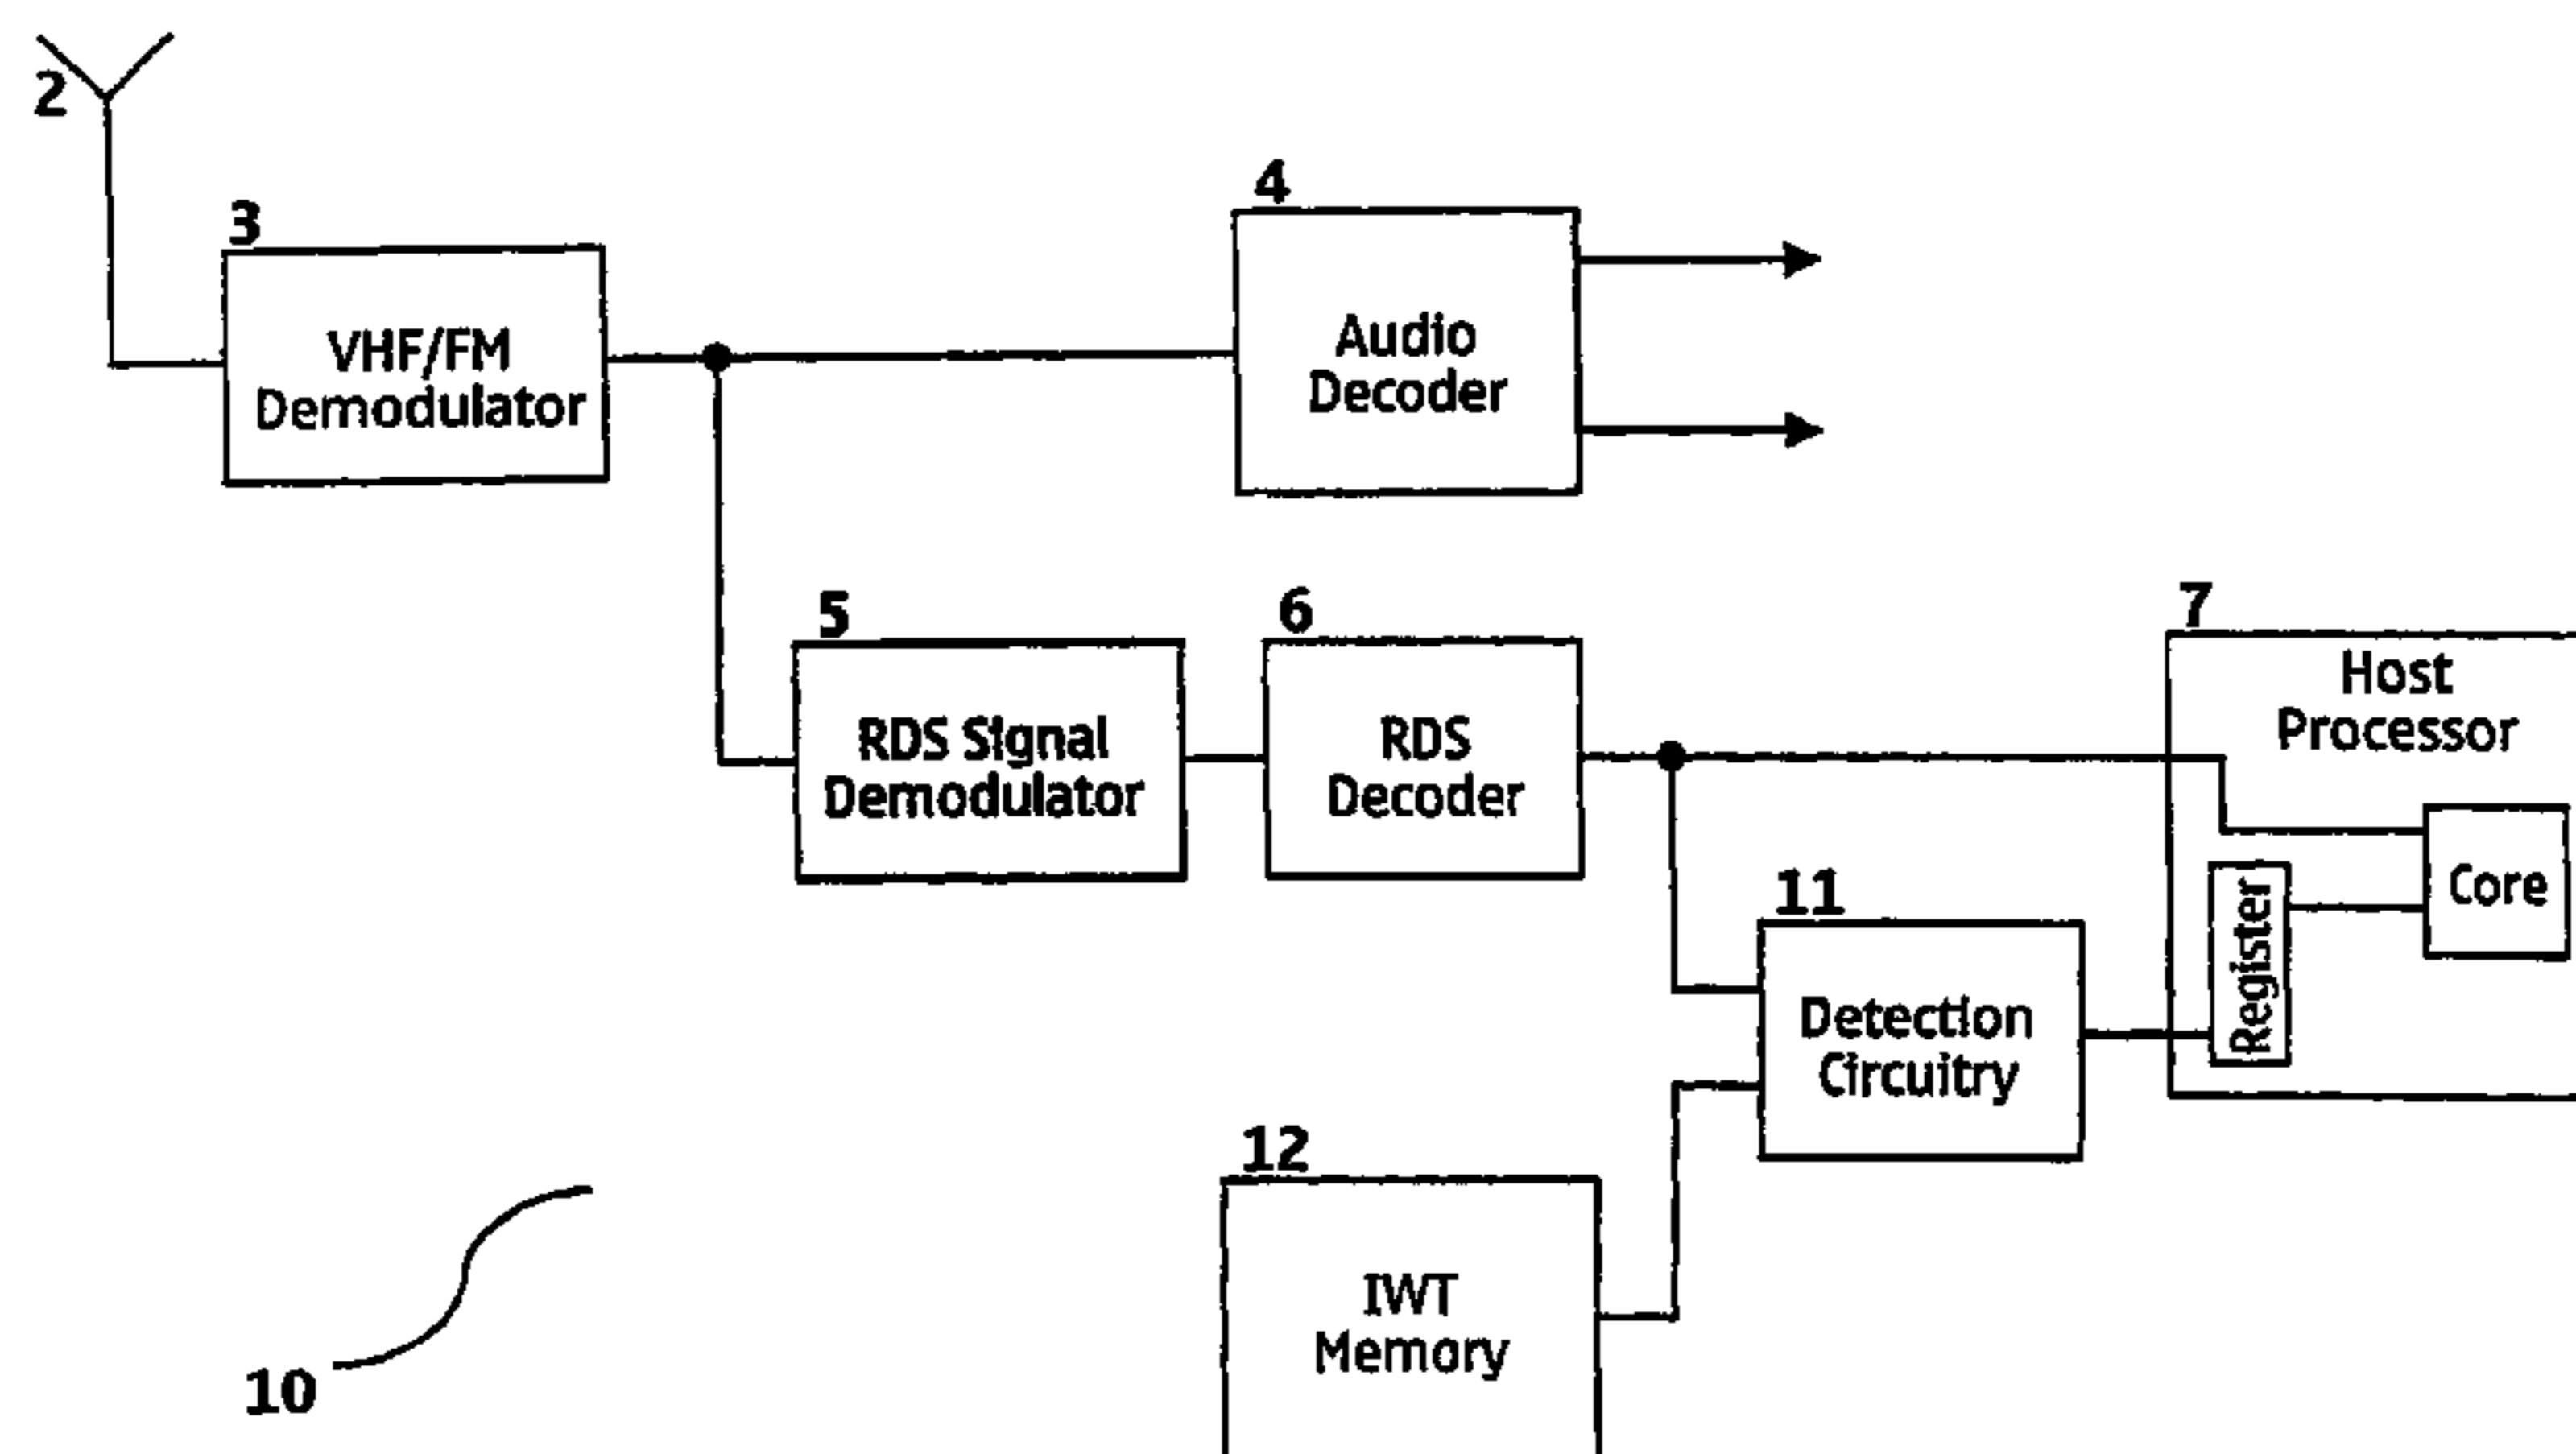 2
3
VHF/FM
Demodulator
4
Audio
Decoder
5
RDS Signal
Demodulator
6
RDS
Decoder
7
Host
Processor
Core
Register
11
Detection
Circuitry
12
IWT
Memory
10